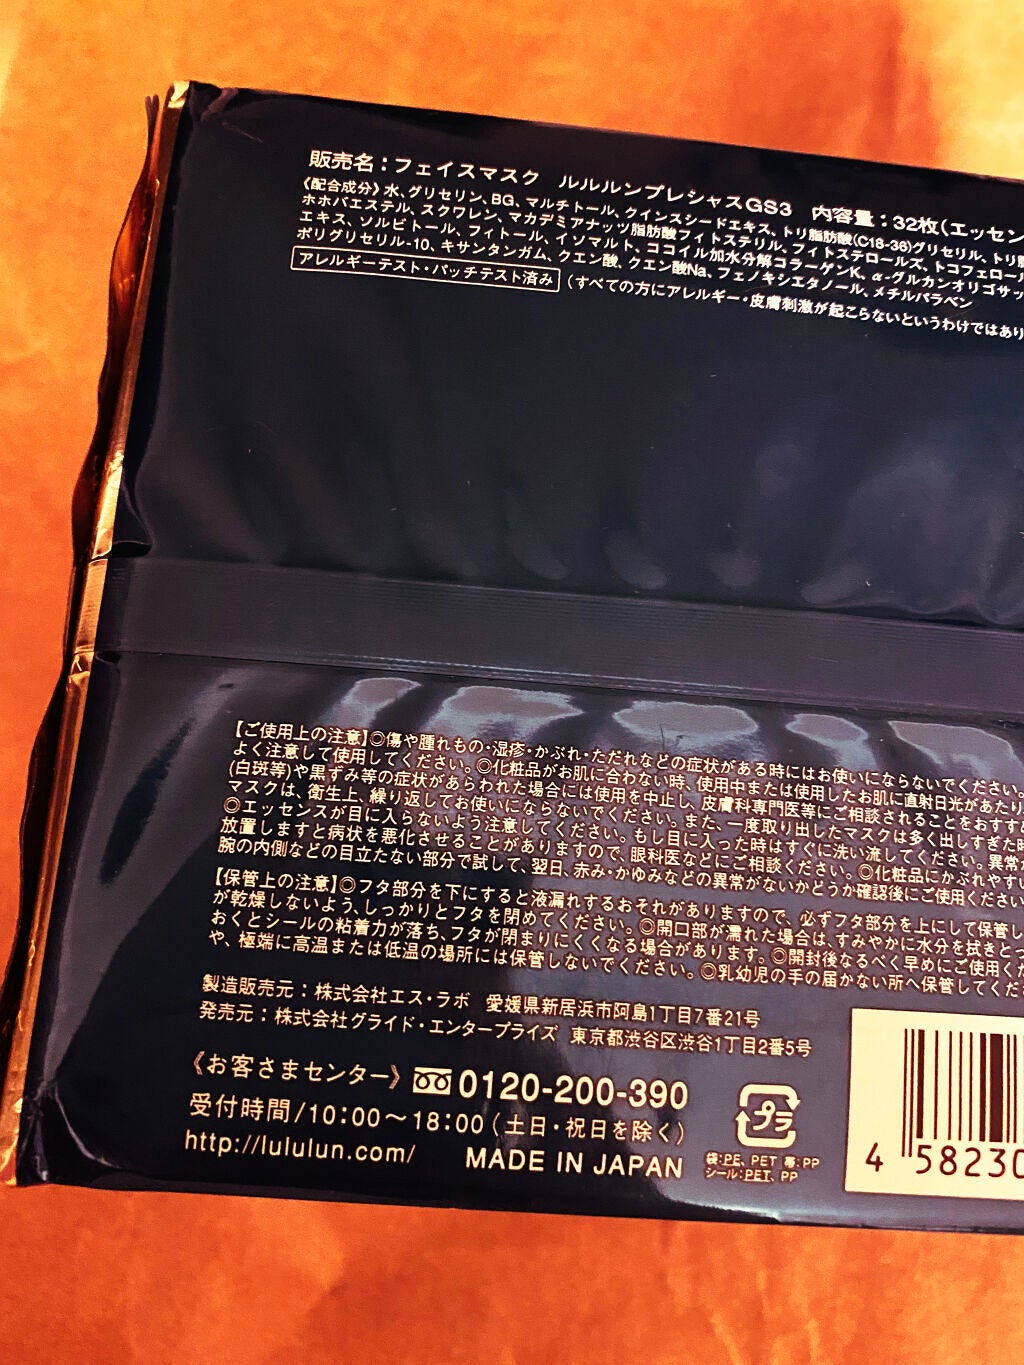 販売名：フェイスマスク　ルルルンプレシャスGS3　内容量：32枚(エッセン
《配合成分》水、グリセリン、BG、マルチトール、クインスシードエキス、トリ脂肪酸(C18-36)グリセリル、トリ
ホホバエステル、スクワレン、マカデミアナッツ脂肪酸フィトステリル、フィトステロールズ、トコフェロール
エキス、ソルビトール、フィトール、イソマルト、ココイル加水分解コラーゲンK、α-グルカンオリゴサッ
ポリグリセリル-10、キサンタンガム、クエン酸、クエン酸Na、フェノキシエタノール、メチルパラベン
アレルギーテスト・パッチテスト済み (すべての方にアレルギー・皮膚刺激が起こらないというわけではあり
【ご使用上の注意】◎傷や腫れもの・湿疹・かぶれ・ただれなどの症状がある時にはお使いにならないでください。
よく注意して使用してください。◎化粧品がお肌に合わない時、使用中または使用したお肌に直射日光があたり
(白斑等)や黒ずみ等の症状があらわれた場合には使用を中止し、皮膚科専門医等にご相談されることをおすす
マスクは、衛生上、繰り返してお使いにならないでください。また、一度取り出したマスクは多く出しすぎた時
◎エッセンスが目に入らないよう注意してください。もし目に入った時はすぐに洗い流してください。異常
放置しますと病状を悪化させることがありますので、眼科医などにご相談ください。◎化粧品にかぶれやすい
腕の内側などの目立たない部分で試して、翌日、赤み・かゆみなどの異常がないかどうか確認後にご使用ください
【保管上の注意】◎フタ部分を下にすると液漏れするおそれがありますので、必ずフタ部分を上にして保管し
が乾燥しないよう、しっかりとフタを閉めてください。◎開口部が濡れた場合は、すみやかに水分を拭きと
おくとシールの粘着力が落ち、フタが閉まりにくくなる場合があります。◎開封後なるべく早めにご使用くだ
や、極端に高温または低温の場所には保管しないでください。◎乳幼児の手の届かない所へ保管してくだ
製造販売元：株式会社エス・ラボ　愛媛県新居浜市阿島1丁目7番21号
発売元：株式会社グライド・エンタープライズ　東京都渋谷区渋谷1丁目2番5号
《お客さまセンター》 0120-200-390
受付時間/10:00～18:00(土日・祝日を除く)
http://lululun.com/　MADE IN JAPAN
プラ
袋:PE、PET 帯:PP
シール:PET、PP
4 58230